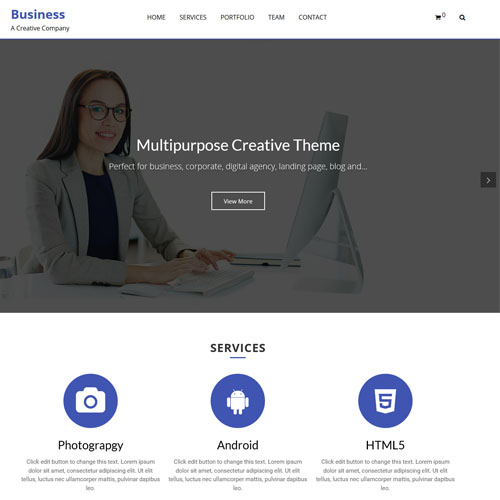 Business
A Creative Company
HOME SERVICES PORTFOLIO TEAM CONTACT 0
Multipurpose Creative Theme
Perfect for business, corporate, digital agency, landing page, blog and...
View More
SERVICES
Photograpgy
Click edit button to change this text. Lorem ipsum
dolor sit amet, consectetur adipiscing elit. Ut elit
tellus, luctus nec ullamcorper mattis, pulvinar dapibus
leo.
Android
Click edit button to change this text. Lorem ipsum
dolor sit amet, consectetur adipiscing elit. Ut elit
tellus, luctus nec ullamcorper mattis, pulvinar dapibus
leo.
HTML5
Click edit button to change this text. Lorem ipsum
dolor sit amet, consectetur adipiscing elit. Ut elit
tellus, luctus nec ullamcorper mattis, pulvinar dapibus
leo.